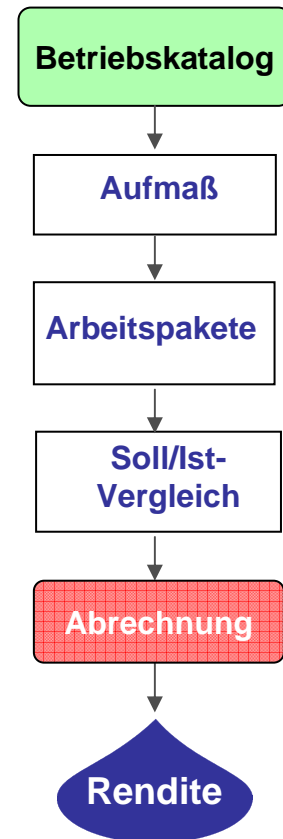 Betriebskatalog
Aufmaß
Arbeitspakete
Soll/Ist-
Vergleich
Abrechnung
Rendite